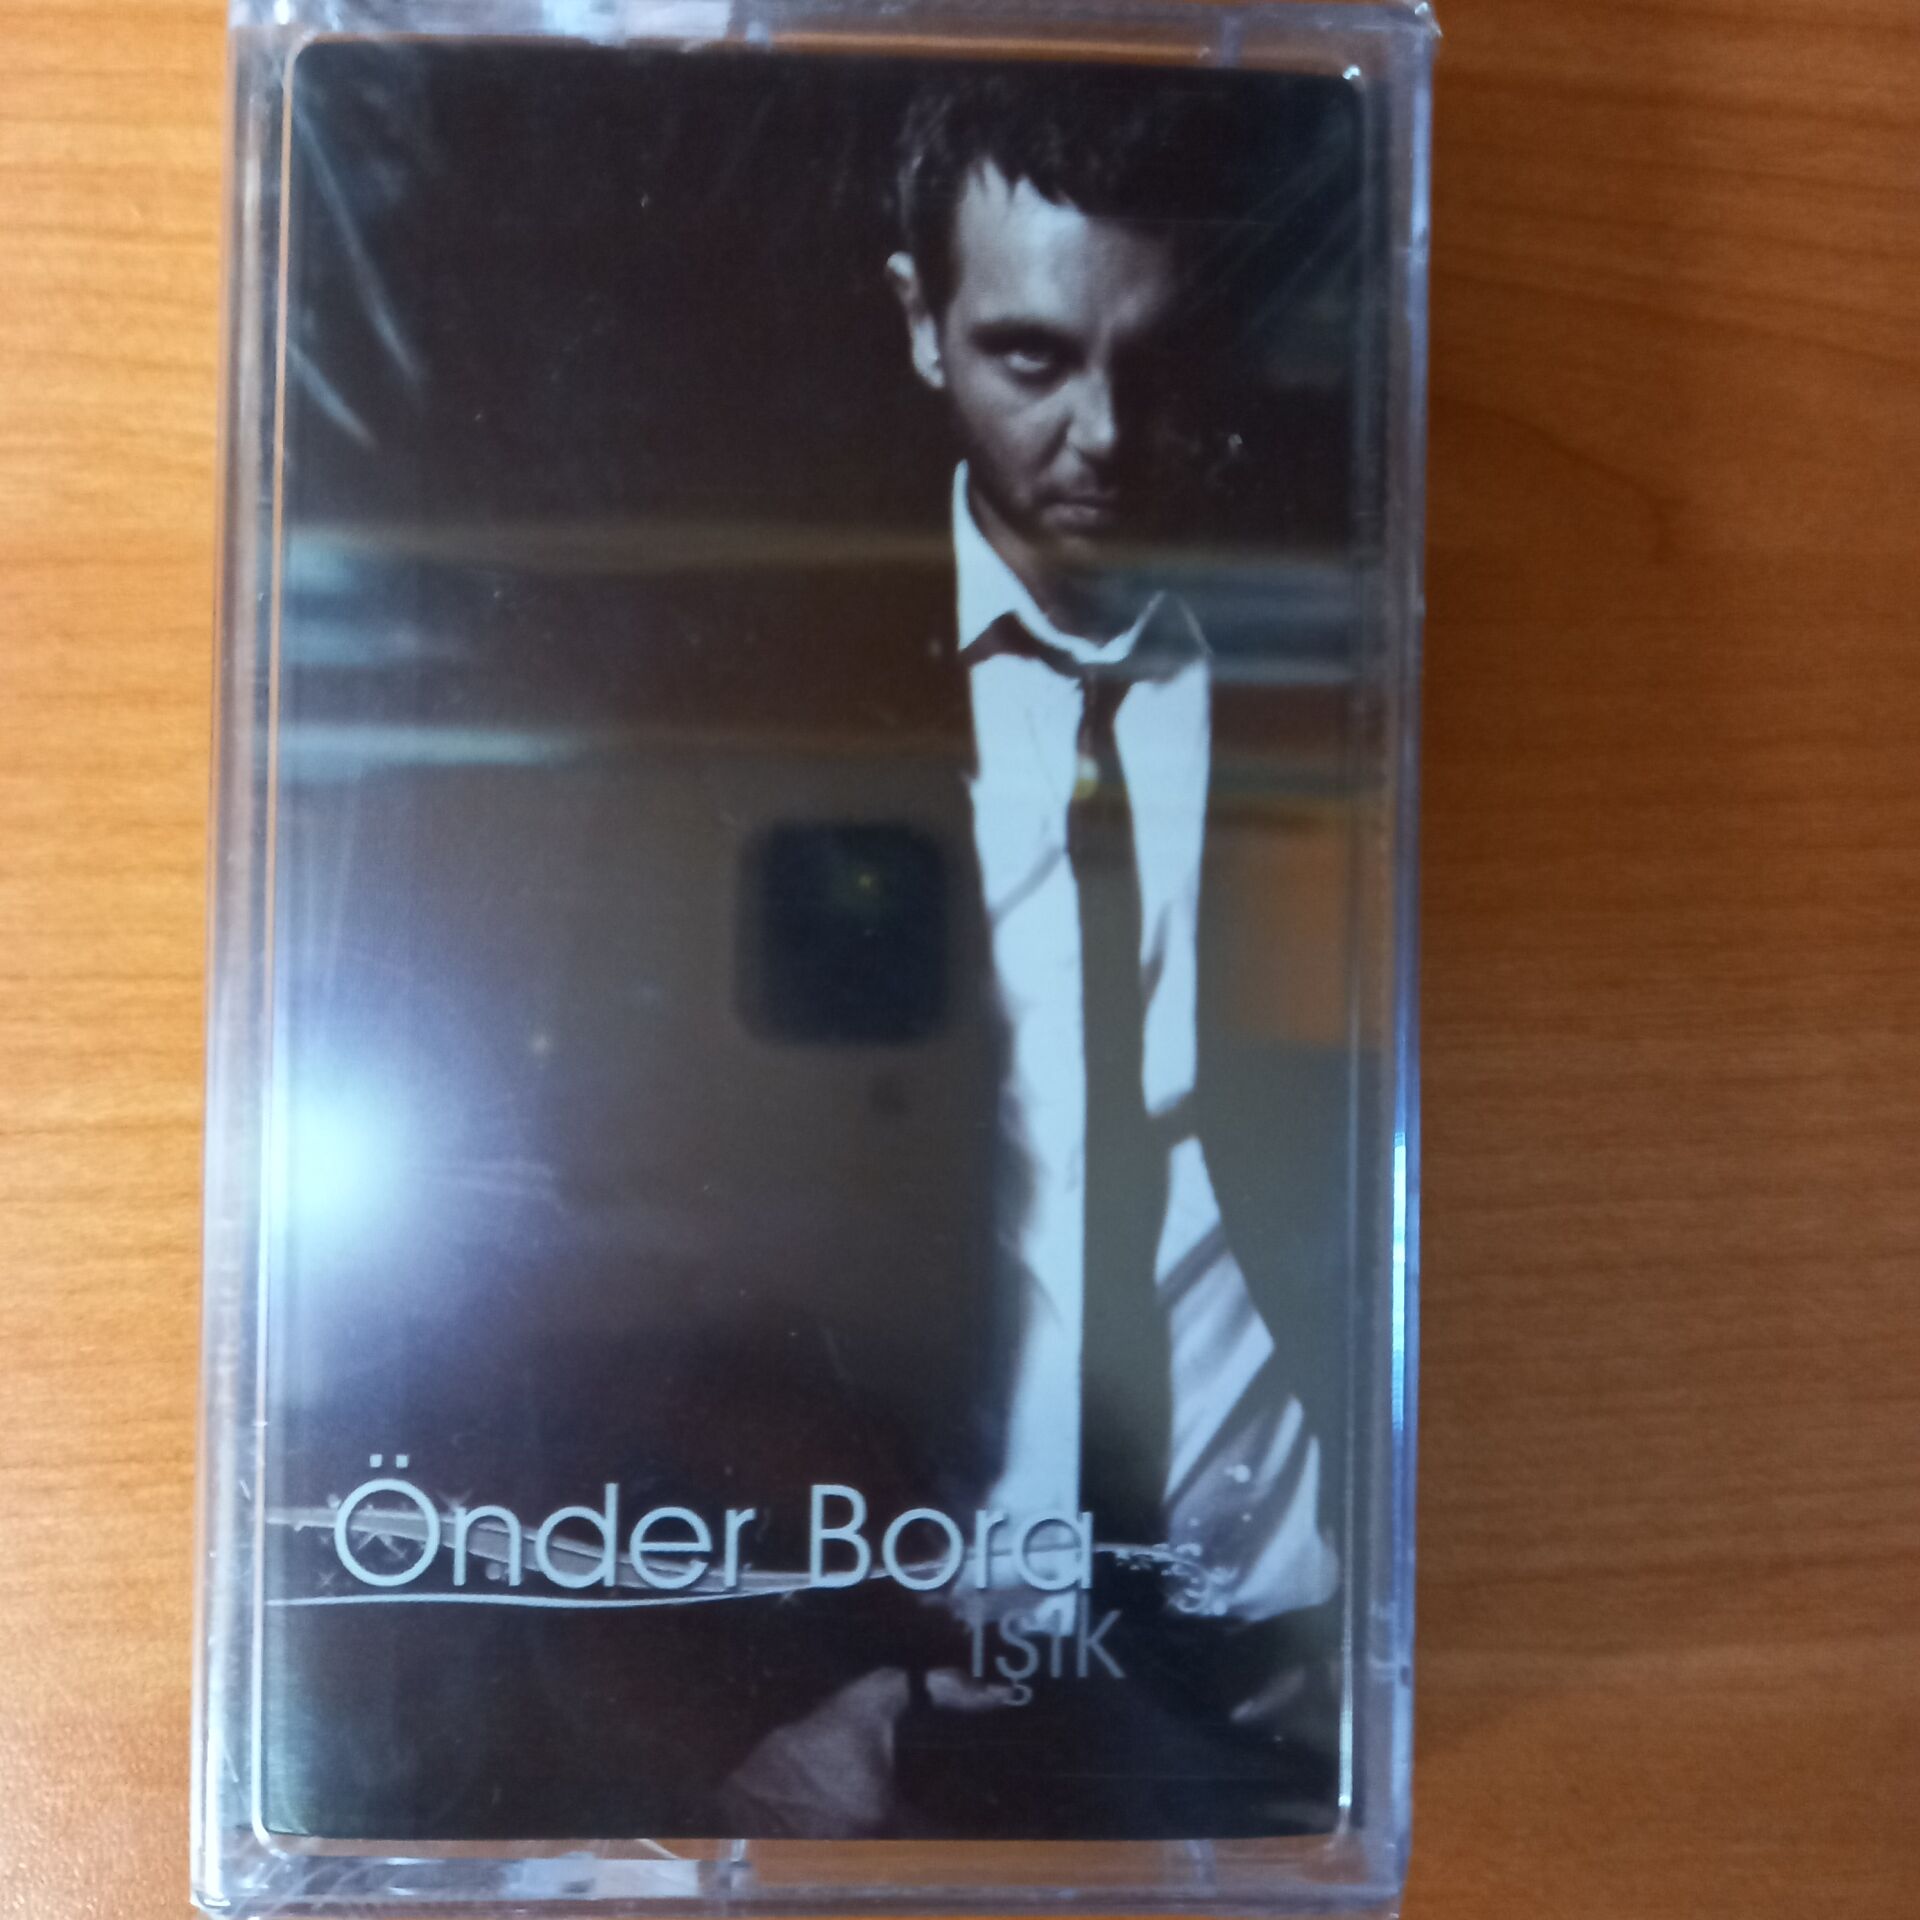 Önder Bora
ışık